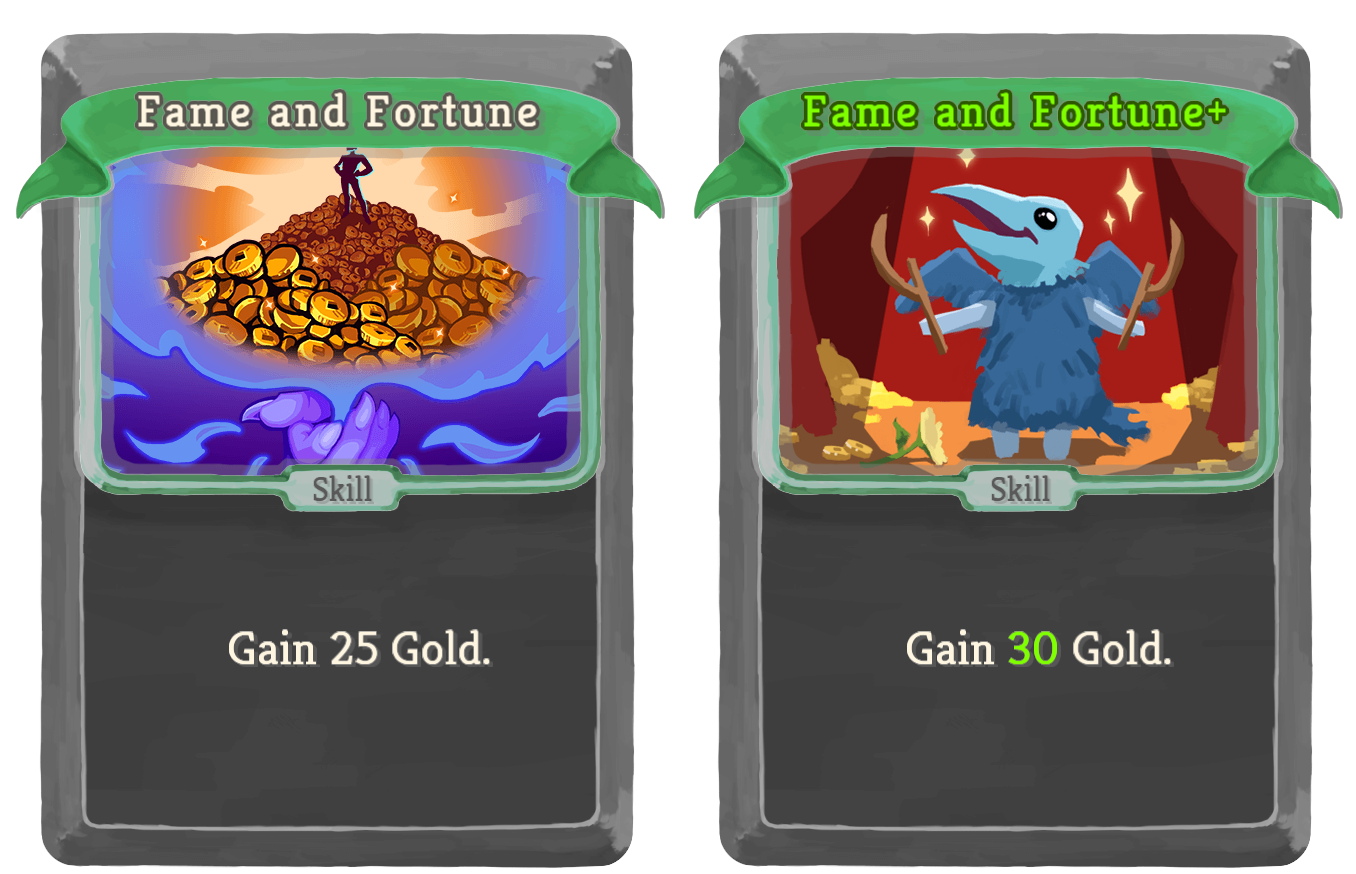 Fame and Fortune
Skill
Gain 25 Gold.
Fame and Fortune+
Skill
Gain 30 Gold.